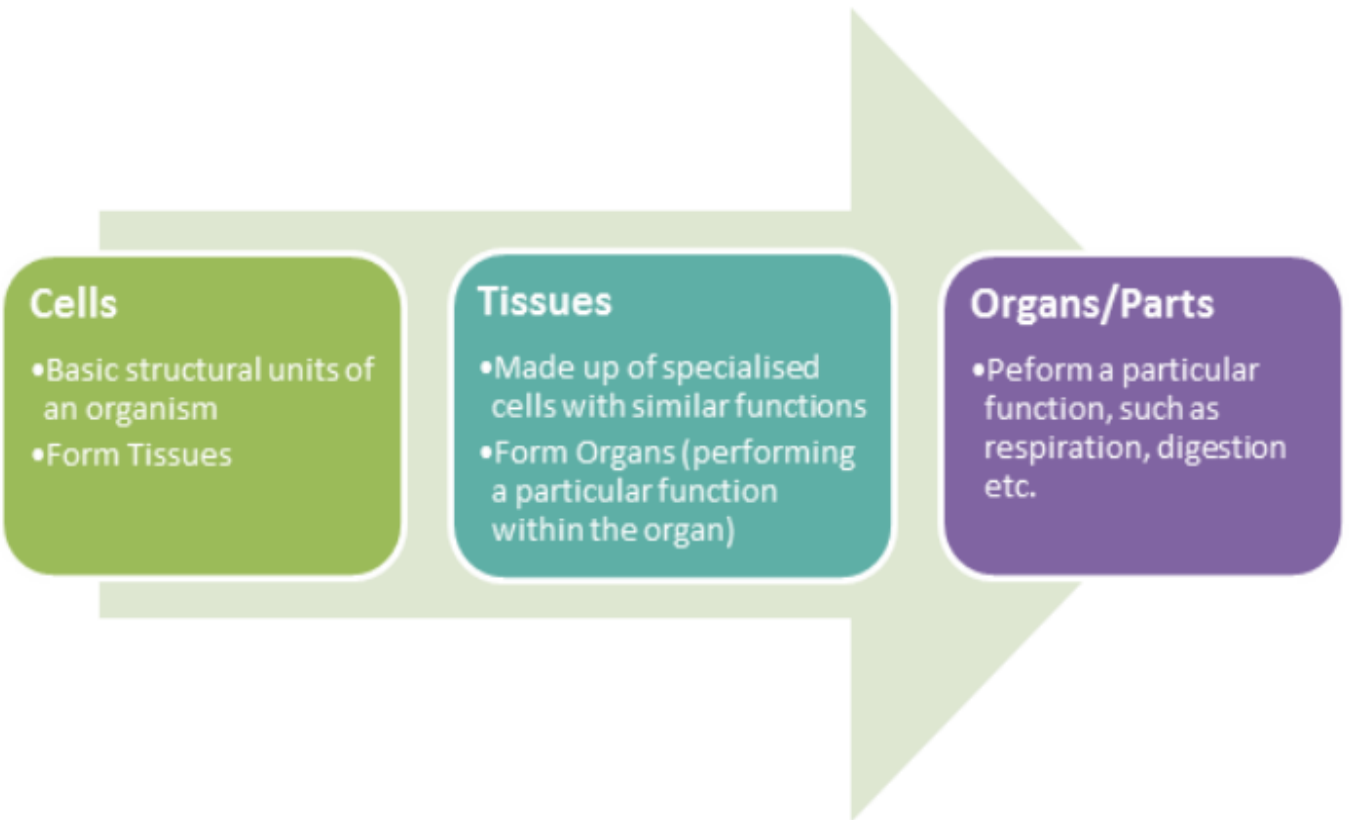 Cells
•Basic structural units of
an organism
•Form Tissues
Tissues
•Made up of specialised
cells with similar functions
•Form Organs (performing
a particular function
within the organ)
Organs/Parts
•Peform a particular
function, such as
respiration, digestion
etc.